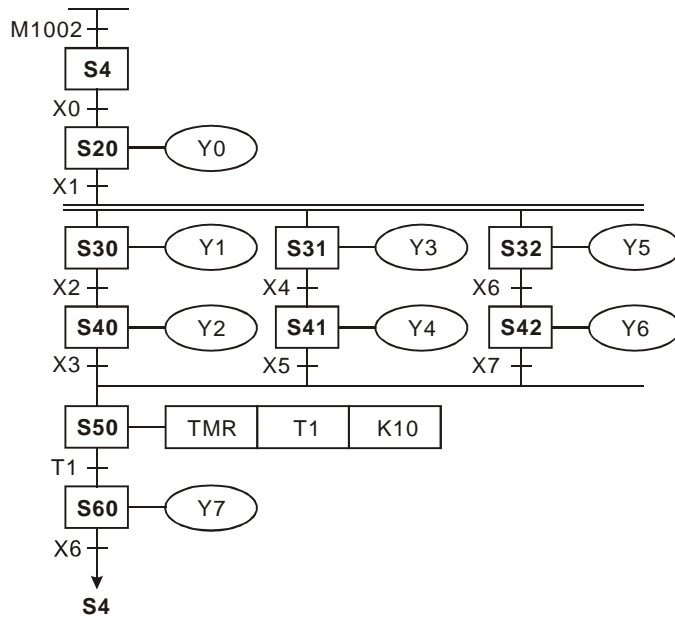 M1002
S4
X0
S20 Y0
X1
S30 Y1 S31 Y3 S32 Y5
X2 X4 X6
S40 Y2 S41 Y4 S42 Y6
X3 X5 X7
S50 TMR T1 K10
T1
S60 Y7
X6
S4